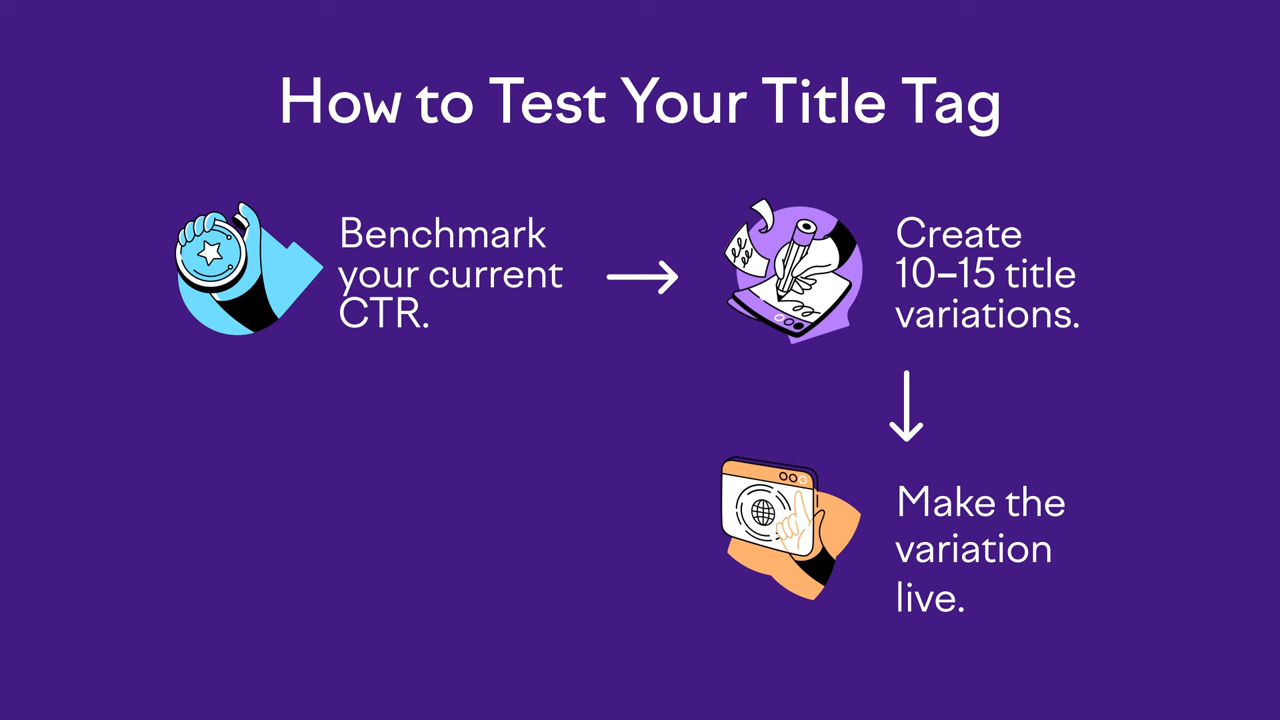 How to Test Your Title Tag
Benchmark
your current
CTR.
Create
10–15 title
variations.
Make the
variation
live.